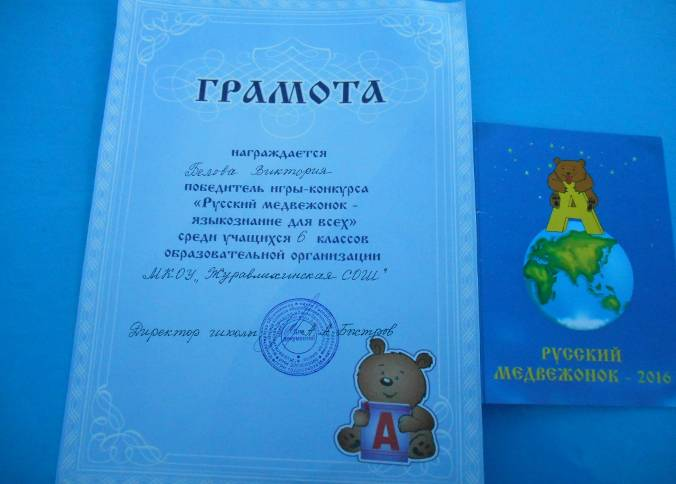 ГРАМОТА
НАГРАЖДАЕТСЯ
Белова Виктория
ПОБЕДИТЕЛЬ ИГРЫ-КОНКУРСА
«РУССКИЙ МЕДВЕЖОНОК -
ЯЗЫКОЗНАНИЕ ДЛЯ ВСЕХ»
СРЕДИ УЧАЩИХСЯ 6 КЛАССОВ
ОБРАЗОВАТЕЛЬНОЙ ОРГАНИЗАЦИИ
МКОУ „Журавлихинская СОШ"
Директор школы А. А. Быстров
А
А
РУССКИЙ
МЕДВЕЖОНОК - 2016